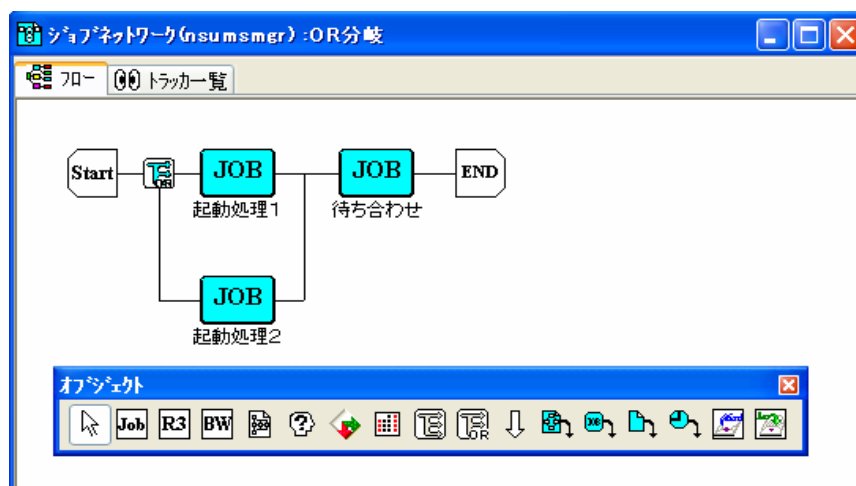 ｼﾞｮﾌﾞﾈｯﾄﾜｰｸ(nsumsmgr) :OR分岐
ﾌﾛｰ ﾄﾗｯｶ一覧
Start OR JOB JOB END
起動処理1 待ち合わせ
JOB
起動処理2
ｵﾌﾞｼﾞｪｸﾄ
Job R3 BW OR